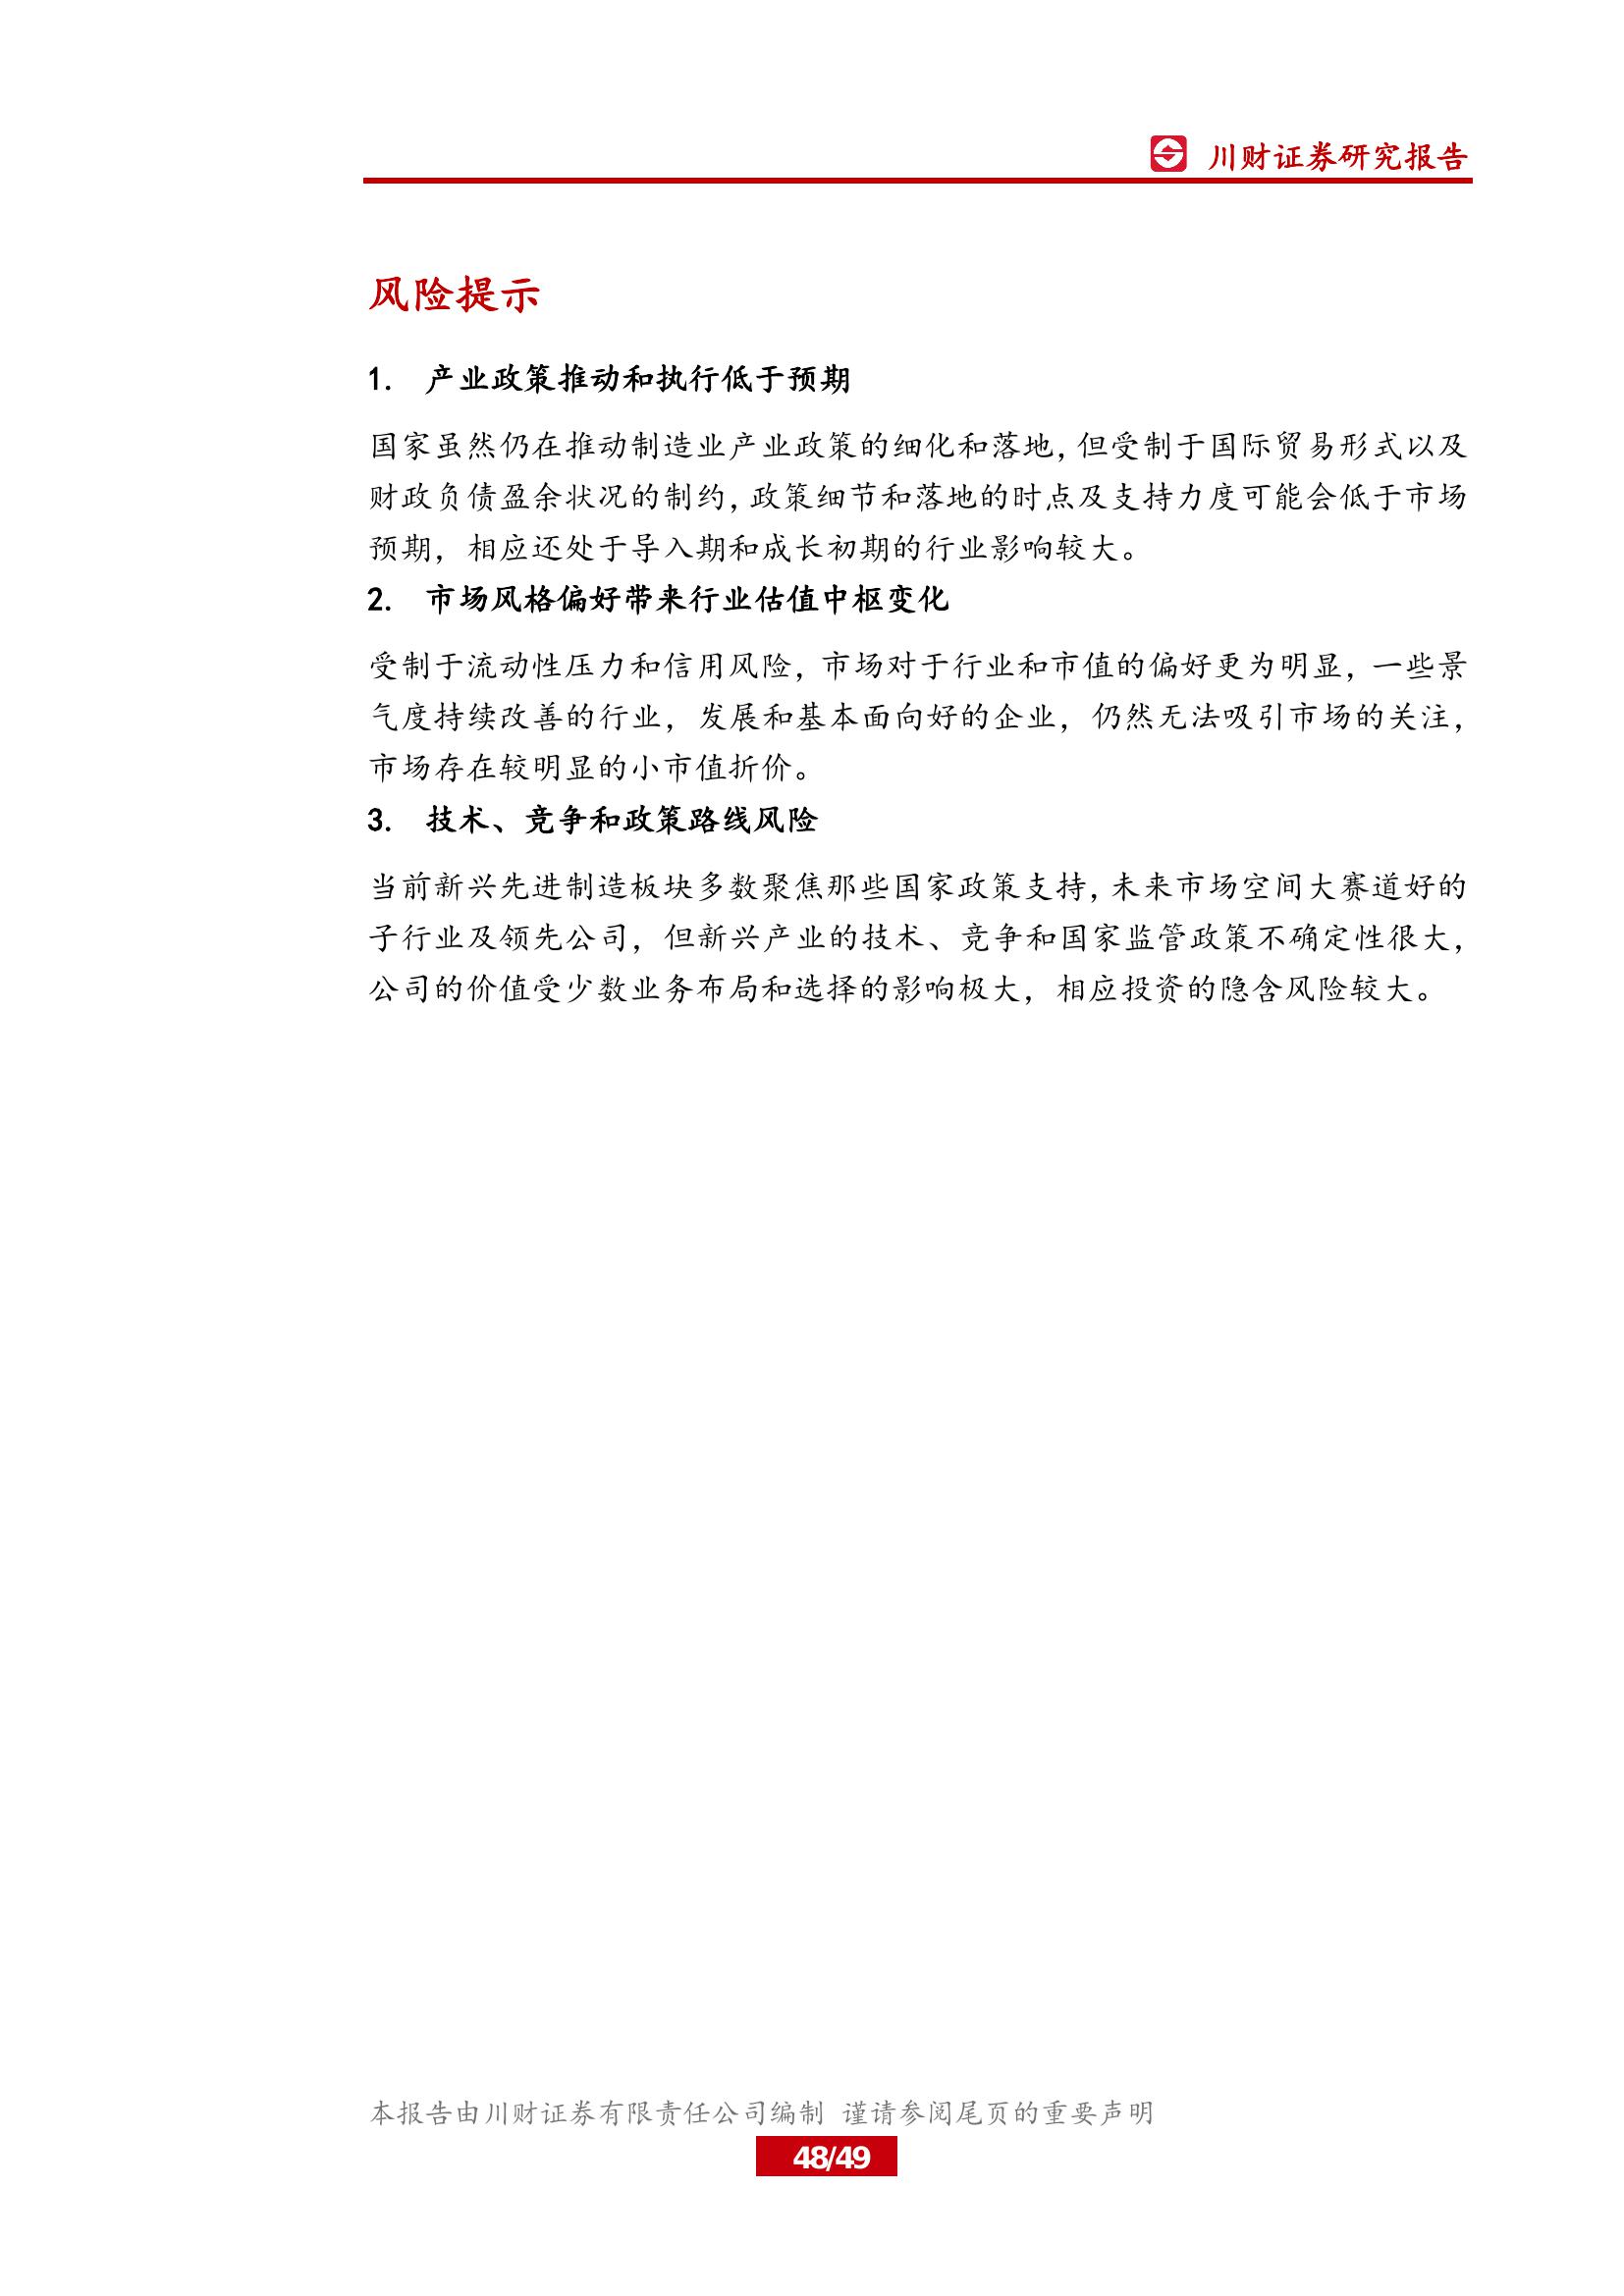 川财证券研究报告
风险提示
1. 产业政策推动和执行低于预期
国家虽然仍在推动制造业产业政策的细化和落地，但受制于国际贸易形式以及
财政负债盈余状况的制约，政策细节和落地的时点及支持力度可能会低于市场
预期，相应还处于导入期和成长初期的行业影响较大。
2. 市场风格偏好带来行业估值中枢变化
受制于流动性压力和信用风险，市场对于行业和市值的偏好更为明显，一些景
气度持续改善的行业，发展和基本面向好的企业，仍然无法吸引市场的关注，
市场存在较明显的小市值折价。
3. 技术、竞争和政策路线风险
当前新兴先进制造板块多数聚焦那些国家政策支持，未来市场空间大赛道好的
子行业及领先公司，但新兴产业的技术、竞争和国家监管政策不确定性很大，
公司的价值受少数业务布局和选择的影响极大，相应投资的隐含风险较大。
本报告由川财证券有限责任公司编制 谨请参阅尾页的重要声明
48/49